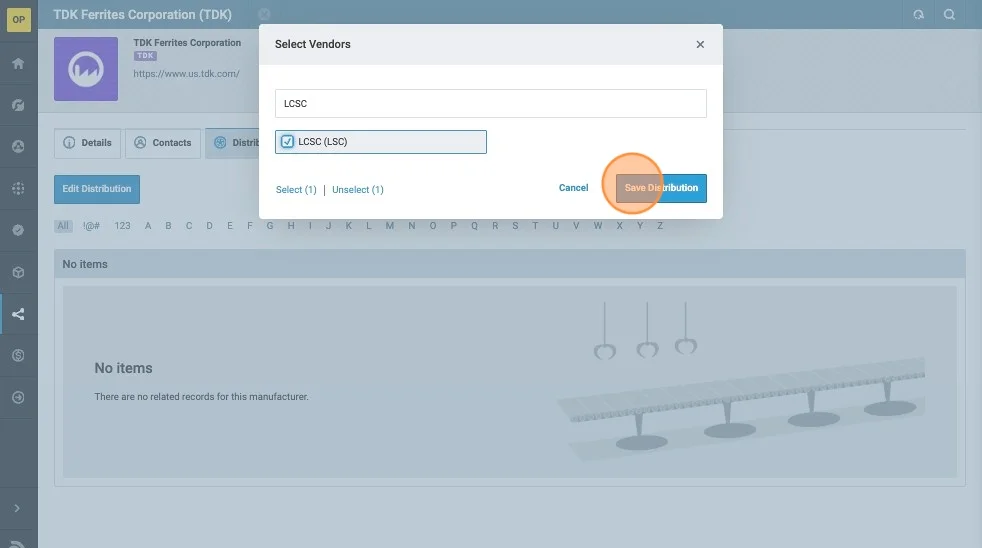 OP
TDK Ferrites Corporation (TDK)
TDK Ferrites Corporation
TDK
https://www.us.tdk.com/
Details
Contacts
Distrib
Edit Distribution
Select Vendors
LCSC
LCSC (LSC)
Select (1) | Unselect (1)
Cancel
Save Distribution
All !@# 123 A B C D E F G H I J K L M N O P Q R S T U V W X Y Z
No items
No items
There are no related records for this manufacturer.